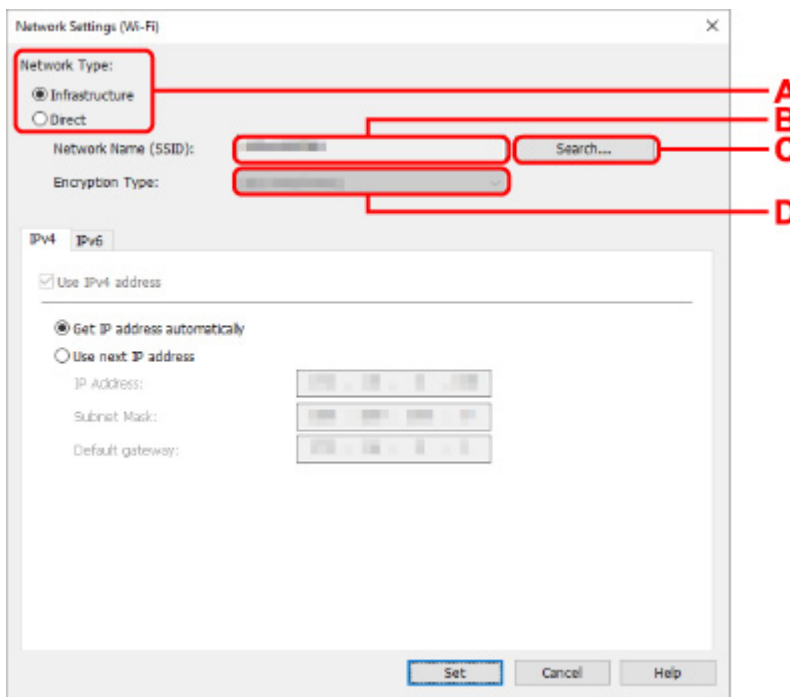 Network Settings (Wi-Fi)
Network Type:
Infrastructure
A
Direct
B
Network Name (SSID):
Search...
C
Encryption Type:
D
IPv4 IPv6
Use IPv4 address
Get IP address automatically
Use next IP address
IP Address:
Subnet Mask:
Default gateway:
Set Cancel Help